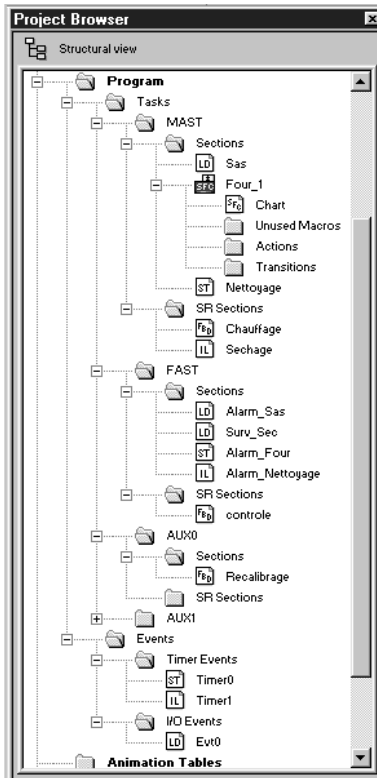 Project Browser
Structural view
Program
Tasks
MAST
Sections
LD Sas
SFC Four_1
SFC Chart
Unused Macros
Actions
Transitions
ST Nettoyage
SR Sections
FBD Chauffage
IL Sechage
FAST
Sections
LD Alarm_Sas
LD Surv_Sec
ST Alarm_Four
IL Alarm_Nettoyage
SR Sections
FBD controle
AUX0
Sections
FBD Recalibrage
SR Sections
AUX1
Events
Timer Events
ST Timer0
IL Timer1
I/O Events
LD Evt0
Animation Tables